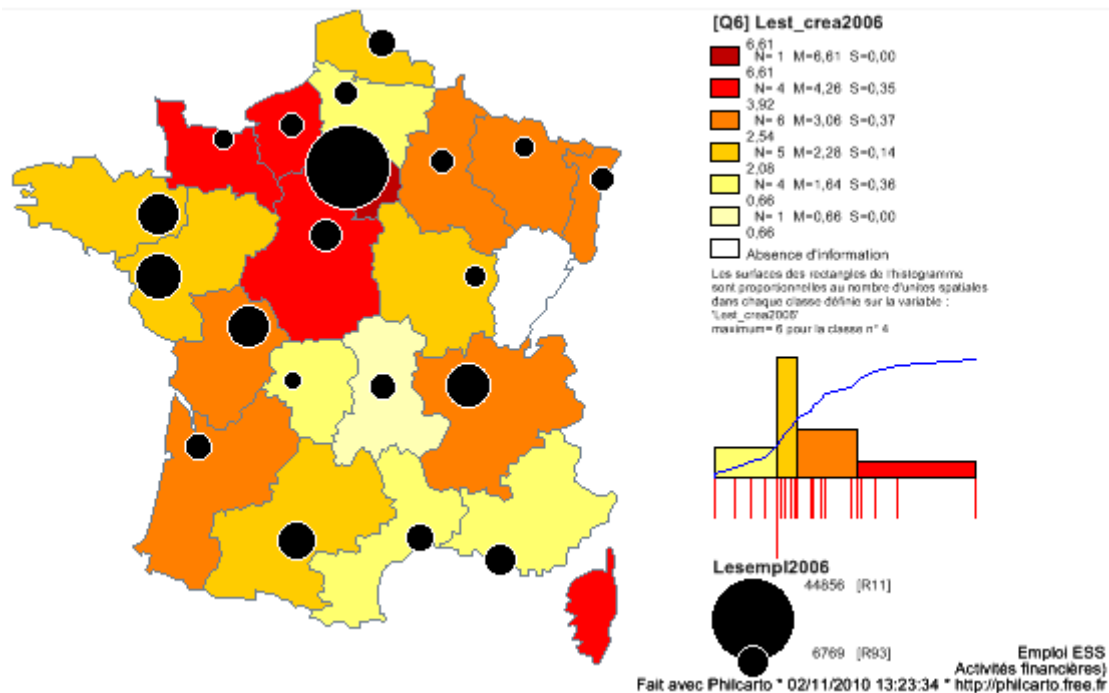 [Q6] Lest_crea2006
6,61
N= 1 M=6,61 S=0,00
6,61
N= 4 M=4,26 S=0,35
3,92
N= 6 M=3,06 S=0,37
2,54
N= 5 M=2,28 S=0,14
2,08
N= 4 M=1,64 S=0,36
0,66
N= 1 M=0,66 S=0,00
0,66
Absence d'information
Les surfaces des rectangles de l'histogramme
sont proportionnelles au nombre d'unites spatiales
dans chaque classe définie sur la variable :
'Lest_crea2006'
maximum= 6 pour la classe n° 4
Lesempl2006
44856 [R11]
6769 [R93]
Emploi ESS
Activités financières)
Fait avec Philcarto * 02/11/2010 13:23:34 * http://philcarto.free.fr